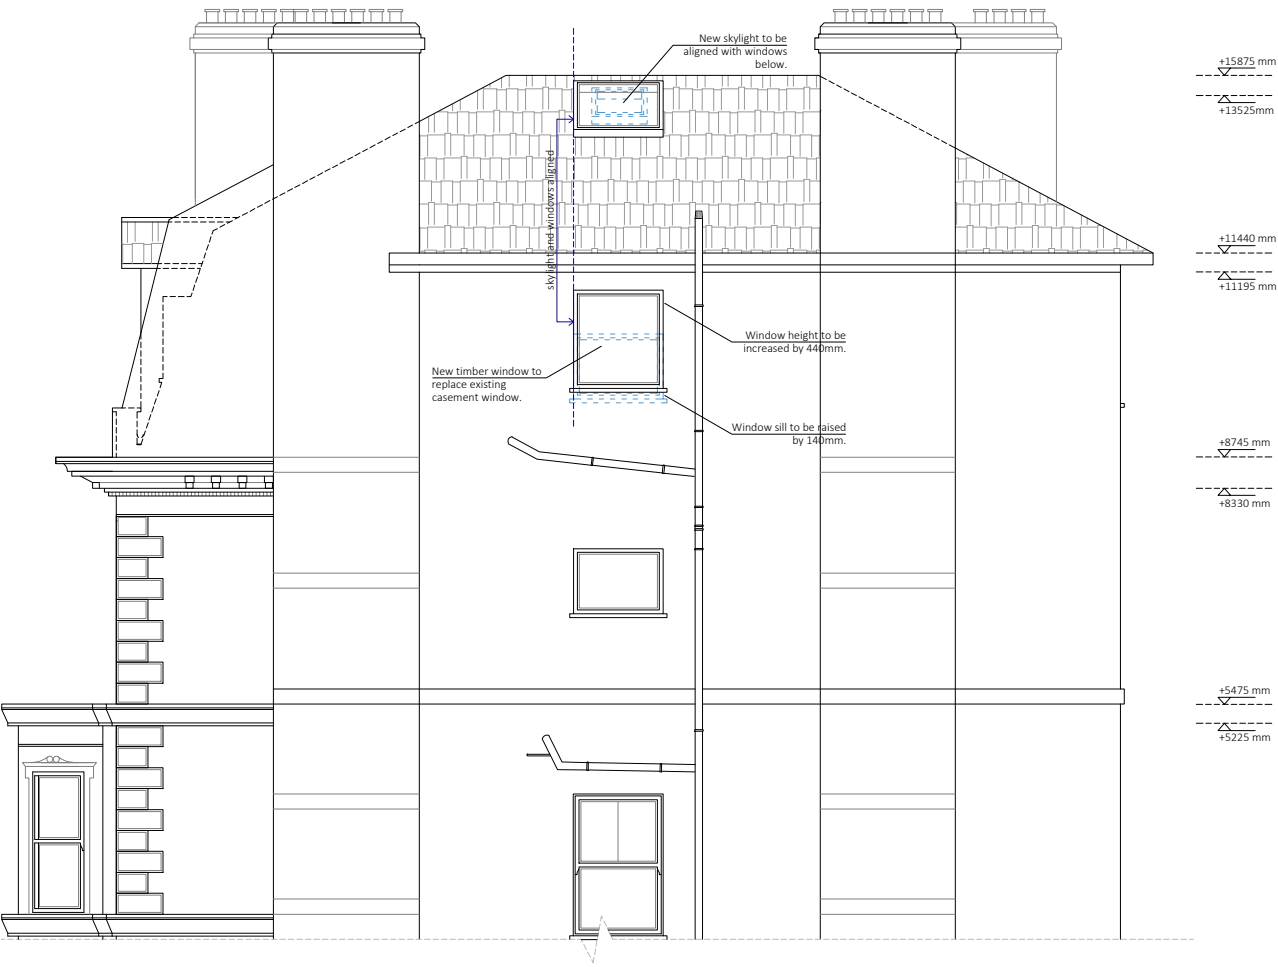 New skylight to be
aligned with windows
below.
+15875 mm
+13525mm
skylight and windows aligned
+11440 mm
+11195 mm
Window height to be
increased by 440mm.
New timber window to
replace existing
casement window.
Window sill to be raised
by 140mm.
+8745 mm
+8330 mm
+5475 mm
+5225 mm